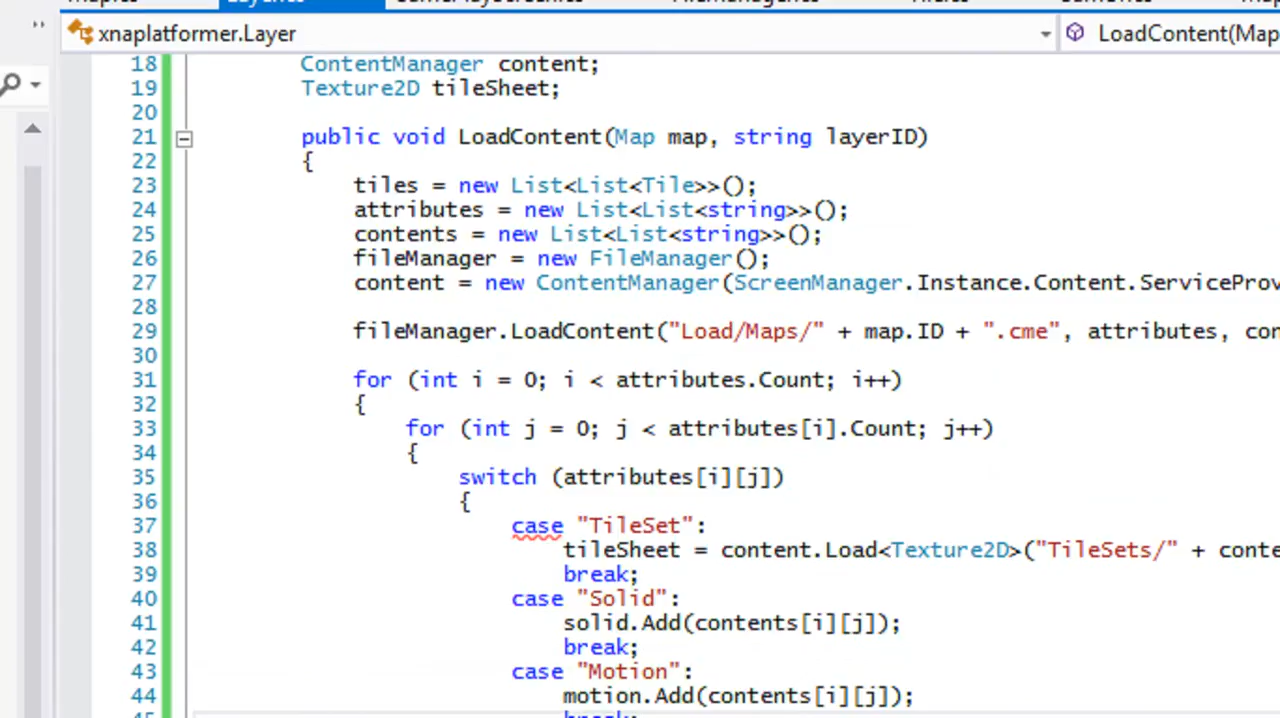 xnaplatformer.Layer LoadContent(Map
18 ContentManager content;
19 Texture2D tileSheet;
20
21 public void LoadContent(Map map, string layerID)
22 {
23 tiles = new List<List<Tile>>();
24 attributes = new List<List<string>>();
25 contents = new List<List<string>>();
26 fileManager = new FileManager();
27 content = new ContentManager(ScreenManager.Instance.Content.ServiceProv
28
29 fileManager.LoadContent("Load/Maps/" + map.ID + ".cme", attributes, con
30
31 for (int i = 0; i < attributes.Count; i++)
32 {
33 for (int j = 0; j < attributes[i].Count; j++)
34 {
35 switch (attributes[i][j])
36 {
37 case "TileSet":
38 tileSheet = content.Load<Texture2D>("TileSets/" + conte
39 break;
40 case "Solid":
41 solid.Add(contents[i][j]);
42 break;
43 case "Motion":
44 motion.Add(contents[i][j]);
break;